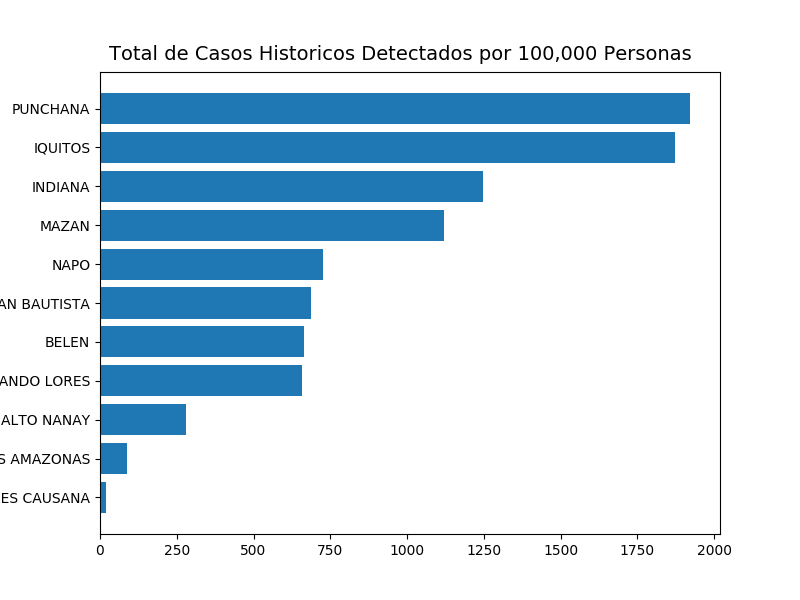 Total de Casos Historicos Detectados por 100,000 Personas
PUNCHANA
IQUITOS
INDIANA
MAZAN
NAPO
AN BAUTISTA
BELEN
ANDO LORES
ALTO NANAY
S AMAZONAS
ES CAUSANA
0 250 500 750 1000 1250 1500 1750 2000